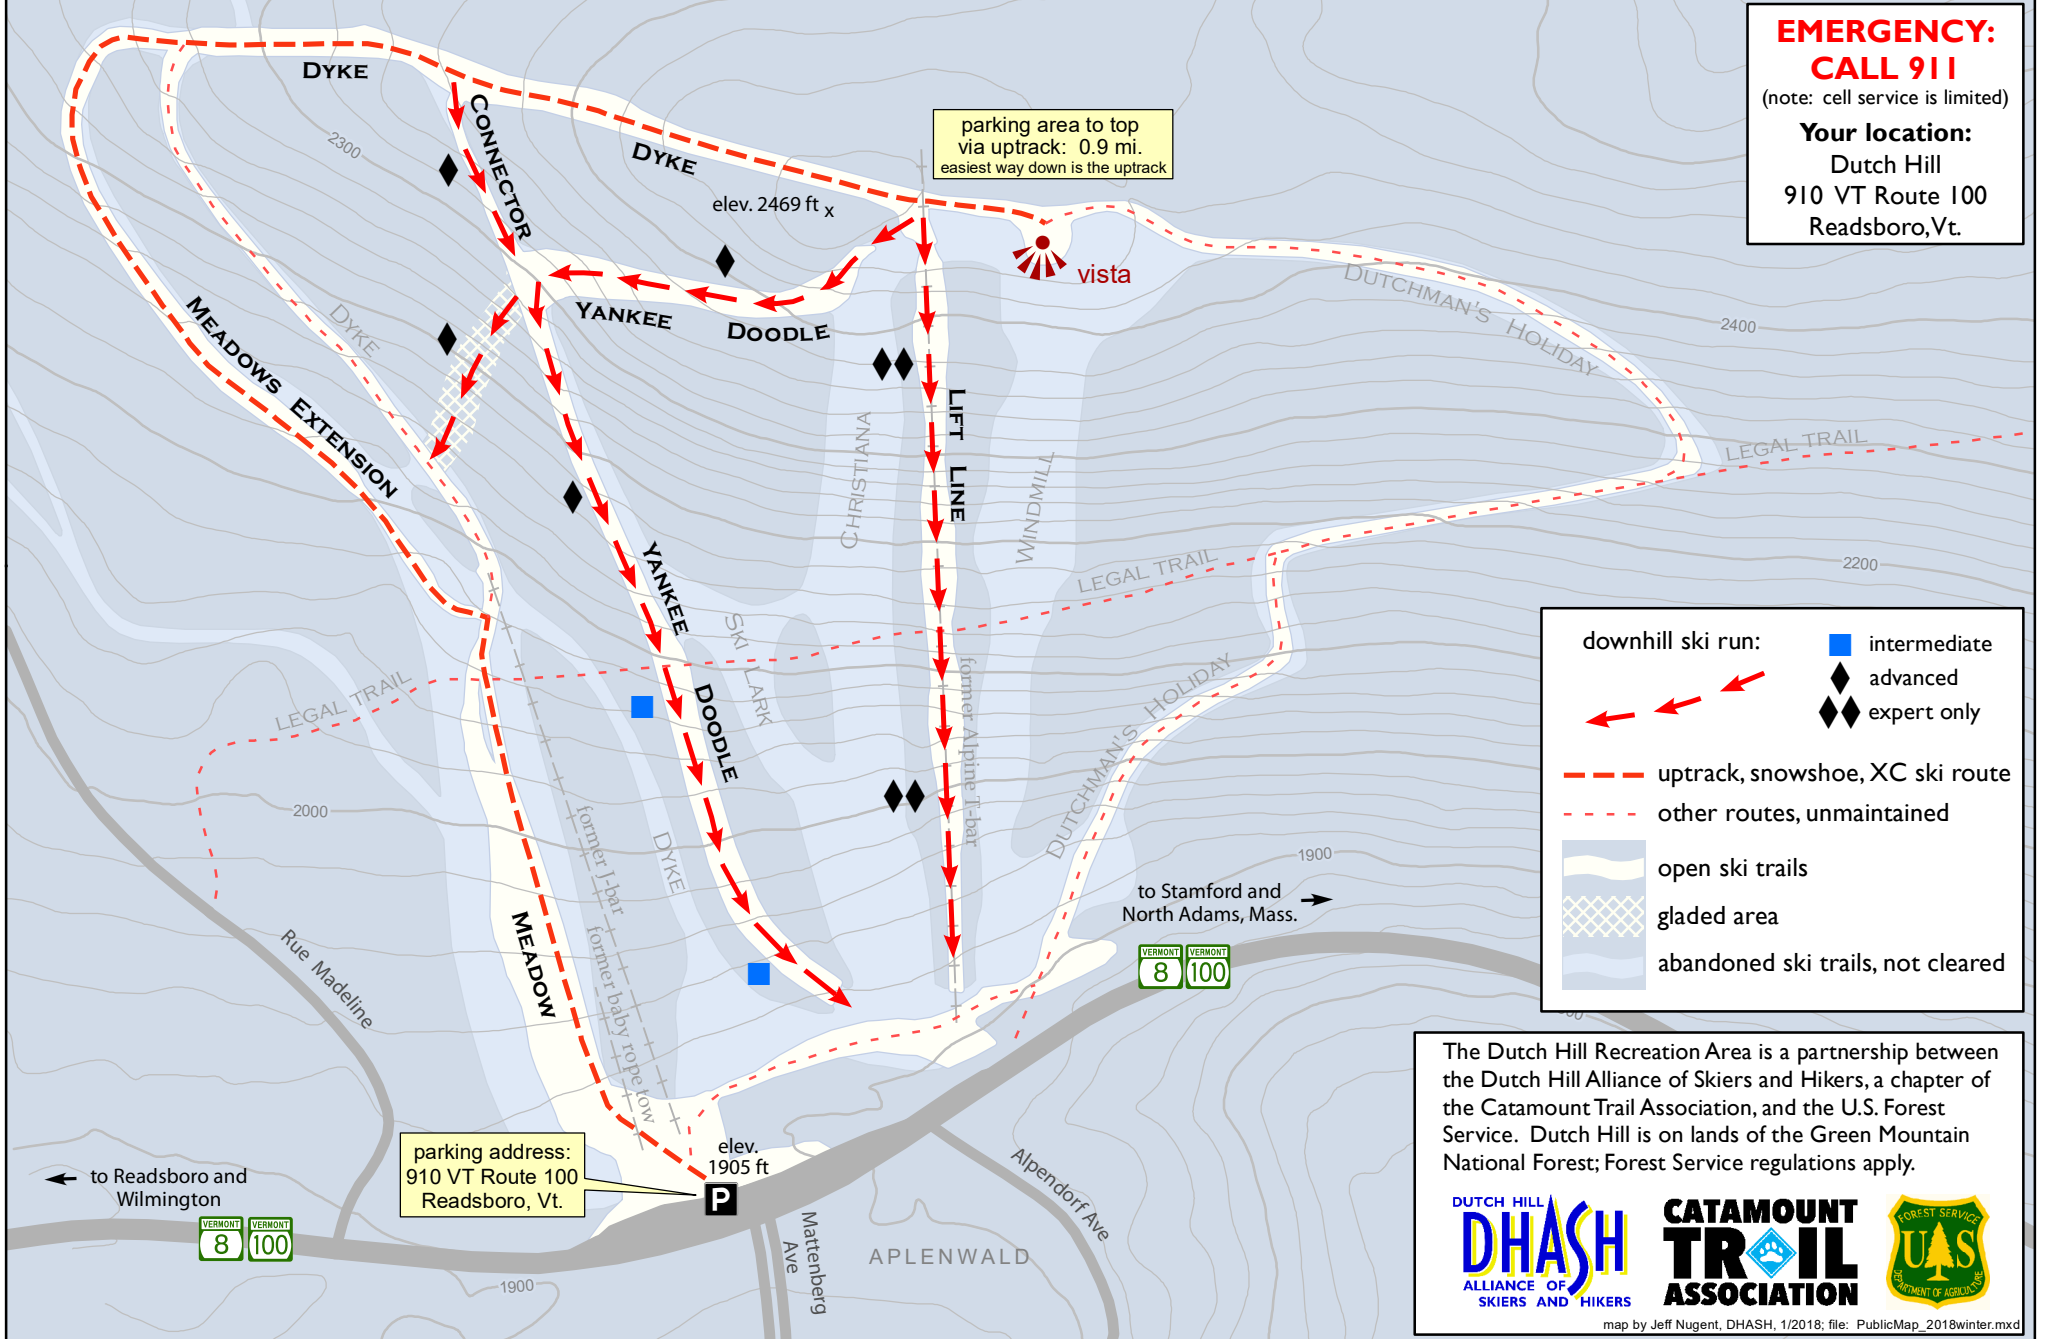 EMERGENCY:
CALL 911
(note: cell service is limited)
Your location:
Dutch Hill
910 VT Route 100
Readsboro,Vt.
DYKE
CONNECTOR
2300
DYKE
parking area to top
via uptrack: 0.9 mi.
easiest way down is the uptrack
elev. 2469 ft x
vista
DUTCHMAN'S HOLIDAY
2400
MEADOWS EXTENSION
DYKE
YANKEE DOODLE
CHRISTIANA
LIFT LINE
WINDMILL
LEGAL TRAIL
LEGAL TRAIL
2200
YANKEE DOODLE
SKI LARK
former Alpine T-bar
DUTCHMAN'S HOLIDAY
LEGAL TRAIL
2000
former J-bar
DYKE
former baby rope tow
MEADOW
Rue Madeline
1900
to Stamford and
North Adams, Mass.
VERMONT
8
VERMONT
100
downhill ski run:
intermediate
advanced
expert only
uptrack, snowshoe, XC ski route
other routes, unmaintained
open ski trails
gladed area
abandoned ski trails, not cleared
parking address:
910 VT Route 100
Readsboro, Vt.
elev.
1905 ft
P
to Readsboro and
Wilmington
VERMONT
8
VERMONT
100
1900
Mattenberg
Ave
APLENWALD
Alpendorf Ave
The Dutch Hill Recreation Area is a partnership between
the Dutch Hill Alliance of Skiers and Hikers, a chapter of
the Catamount Trail Association, and the U.S. Forest
Service. Dutch Hill is on lands of the Green Mountain
National Forest; Forest Service regulations apply.
DUTCH HILL
DHASH
ALLIANCE OF
SKIERS AND HIKERS
CATAMOUNT
TRAIL
ASSOCIATION
FOREST SERVICE
US
DEPARTMENT OF AGRICULTURE
map by Jeff Nugent, DHASH, 1/2018; file: PublicMap_2018winter.mxd